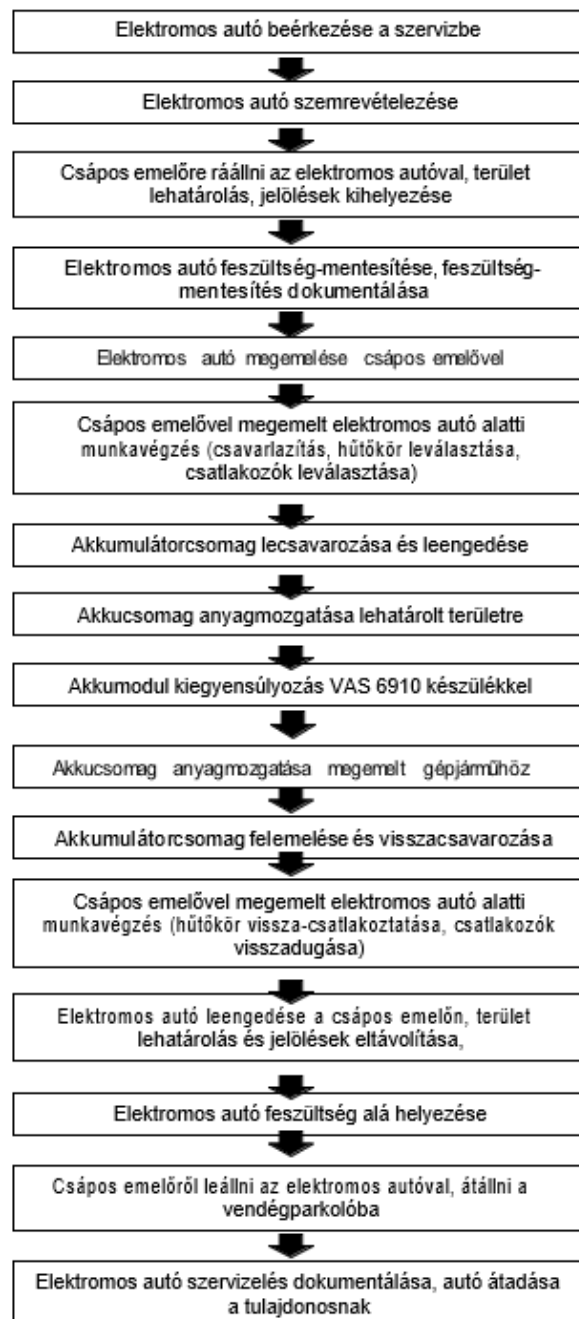 Elektromos autó beérkezése a szervizbe
Elektromos autó szemrevételezése
Csápos emelőre ráállni az elektromos autóval, terület
lehatárolás, jelölések kihelyezése
Elektromos autó feszültség-mentesítése, feszültség-
mentesítés dokumentálása
Elektromos autó megemelése csápos emelővel
Csápos emelővel megemelt elektromos autó alatti
munkavégzés (csavarlazítás, hűtőkör leválasztása,
csatlakozók leválasztása)
Akkumulátorcsomag lecsavarozása és leengedése
Akkucsomag anyagmozgatása lehatárolt területre
Akkumodul kiegyensúlyozás VAS 6910 készülékkel
Akkucsomag anyagmozgatása megemelt gépjárműhöz
Akkumulátorcsomag felemelése és visszacsavarozása
Csápos emelővel megemelt elektromos autó alatti
munkavégzés (hűtőkör vissza-csatlakoztatása, csatlakozók
visszadugása)
Elektromos autó leengedése a csápos emelőn, terület
lehatárolás és jelölések eltávolítása,
Elektromos autó feszültség alá helyezése
Csápos emelőről leállni az elektromos autóval, átállni a
vendégparkolóba
Elektromos autó szervizelés dokumentálása, autó átadása
a tulajdonosnak